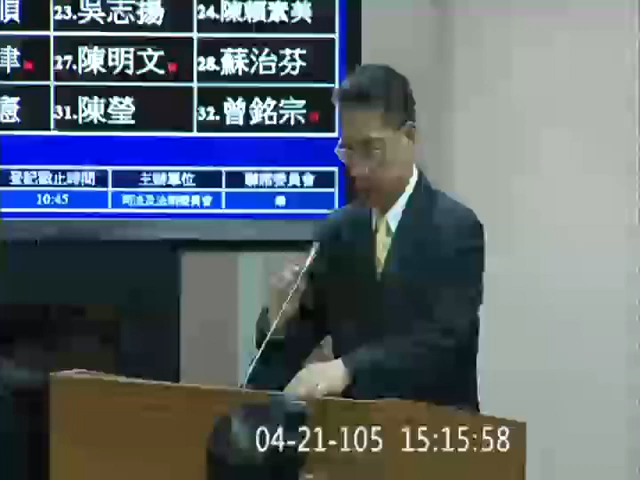 23.吳志揚 24.陳賴素美
27.陳明文 28.蘇治芬
31.陳瑩 32.曾銘宗
登記截止時間 主辦單位 聯席委員會
10:45 司法及法制委員會
04-21-105 15:15:58